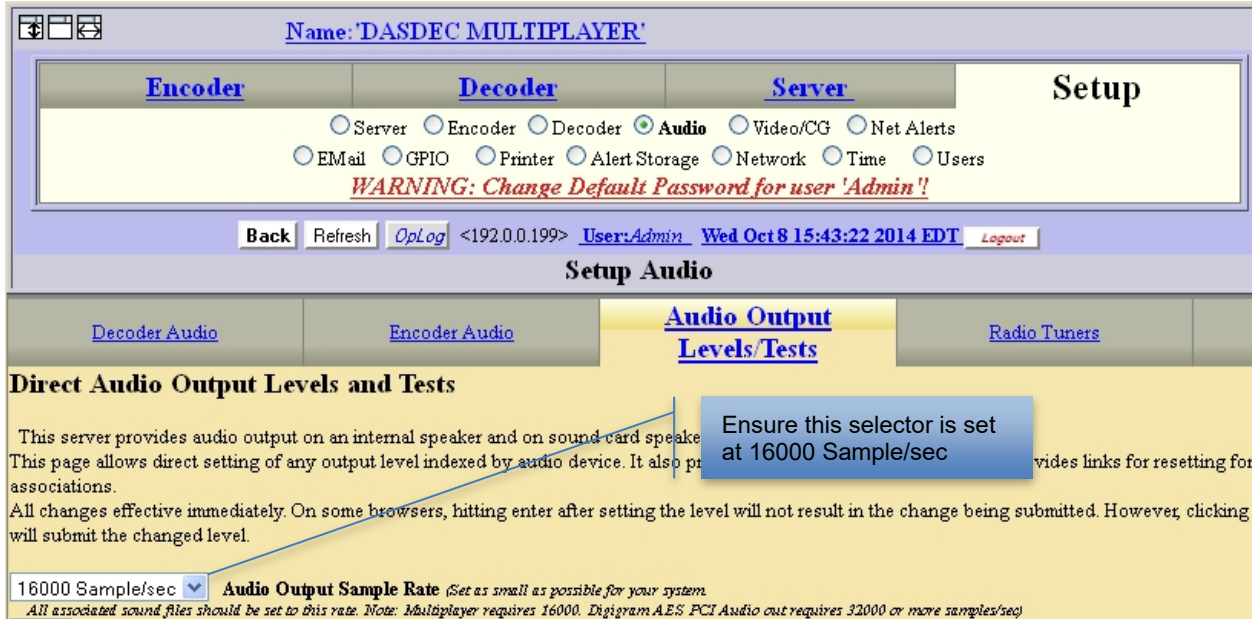 Name:'DASDEC MULTIPLAYER'
Encoder Decoder Server Setup
Server Encoder Decoder Audio Video/CG Net Alerts
EMail GPIO Printer Alert Storage Network Time Users
WARNING: Change Default Password for user 'Admin'!
Back Refresh OpLog <192.0.0.199> User:Admin Wed Oct 8 15:43:22 2014 EDT Logout
Setup Audio
Decoder Audio Encoder Audio Audio Output Levels/Tests Radio Tuners
Direct Audio Output Levels and Tests
Ensure this selector is set
at 16000 Sample/sec
This server provides audio output on an internal speaker and on sound card
This page allows direct setting of any output level indexed by audio device. It also links for resetting for
associations.
All changes effective immediately. On some browsers, hitting enter after setting the level will not result in the change being submitted. However, clicking
will submit the changed level.
16000 Sample/sec Audio Output Sample Rate (Set as small as possible for your system
All associated sound files should be set to this rate. Note: Multiplayer requires 16000. Digigram AES PCI Audio out requires 32000 or more samples/sec)